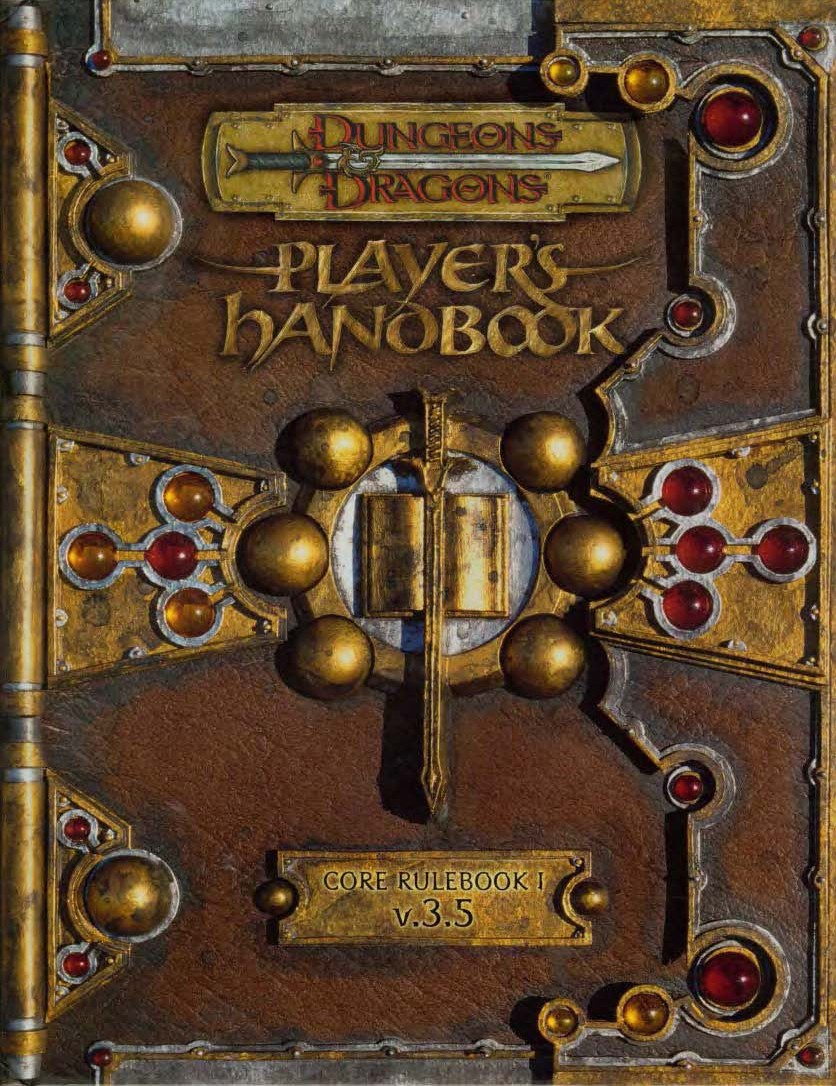 DUNGEONS
&
DRAGONS®
PLAYER'S
HANDBOOK
CORE RULEBOOK I
v.3.5